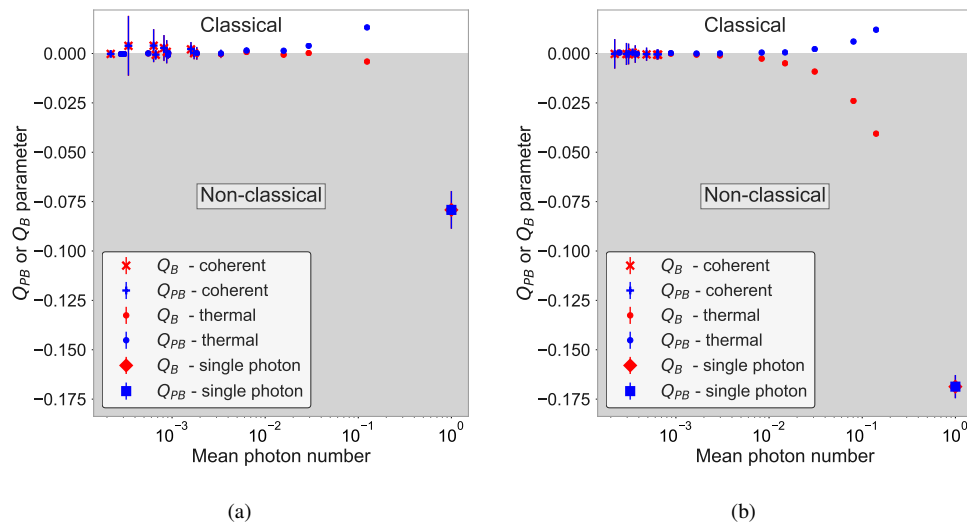 Classical
Non-classical
0.000
−0.025
−0.050
−0.075
−0.100
−0.125
−0.150
−0.175
Q_PB or Q_B parameter
Q_B - coherent
Q_PB - coherent
Q_B - thermal
Q_PB - thermal
Q_B - single photon
Q_PB - single photon
10⁻³ 10⁻² 10⁻¹ 10⁰
Mean photon number
(a)
Classical
Non-classical
0.000
−0.025
−0.050
−0.075
−0.100
−0.125
−0.150
−0.175
Q_PB or Q_B parameter
Q_B - coherent
Q_PB - coherent
Q_B - thermal
Q_PB - thermal
Q_B - single photon
Q_PB - single photon
10⁻³ 10⁻² 10⁻¹ 10⁰
Mean photon number
(b)